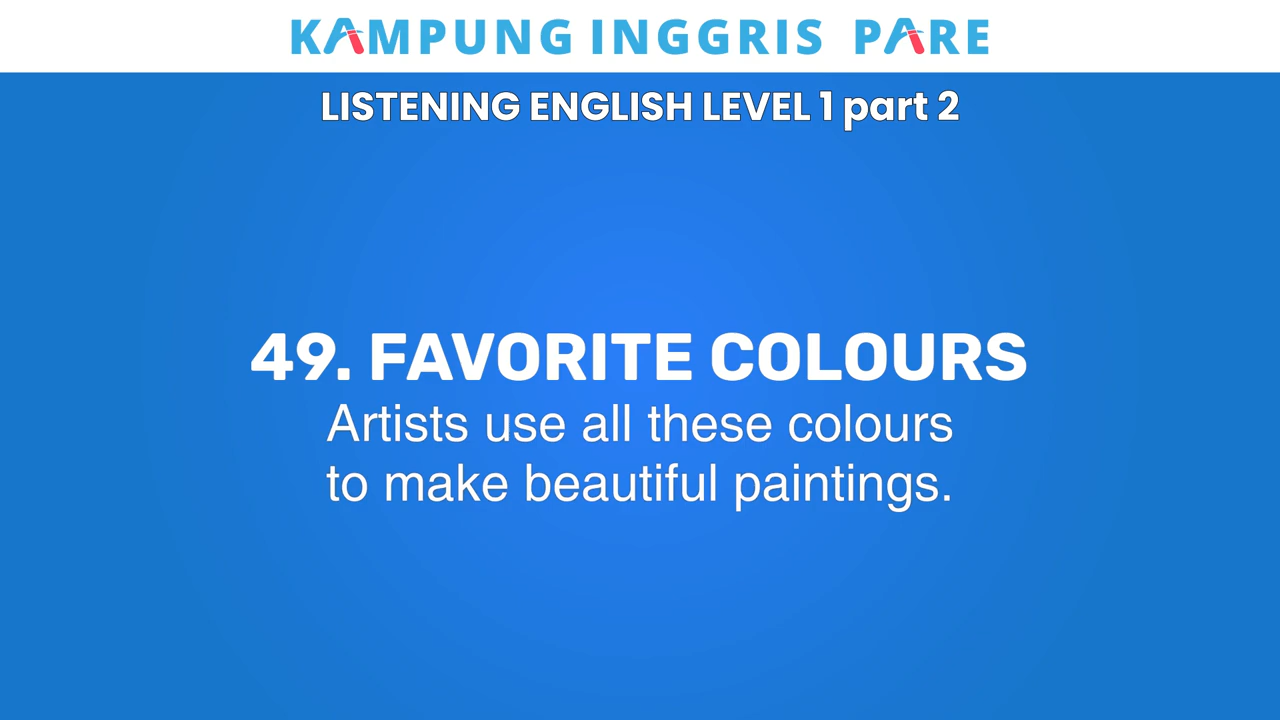 KAMPUNG INGGRIS PARE
LISTENING ENGLISH LEVEL 1 part 2
49. FAVORITE COLOURS
Artists use all these colours
to make beautiful paintings.